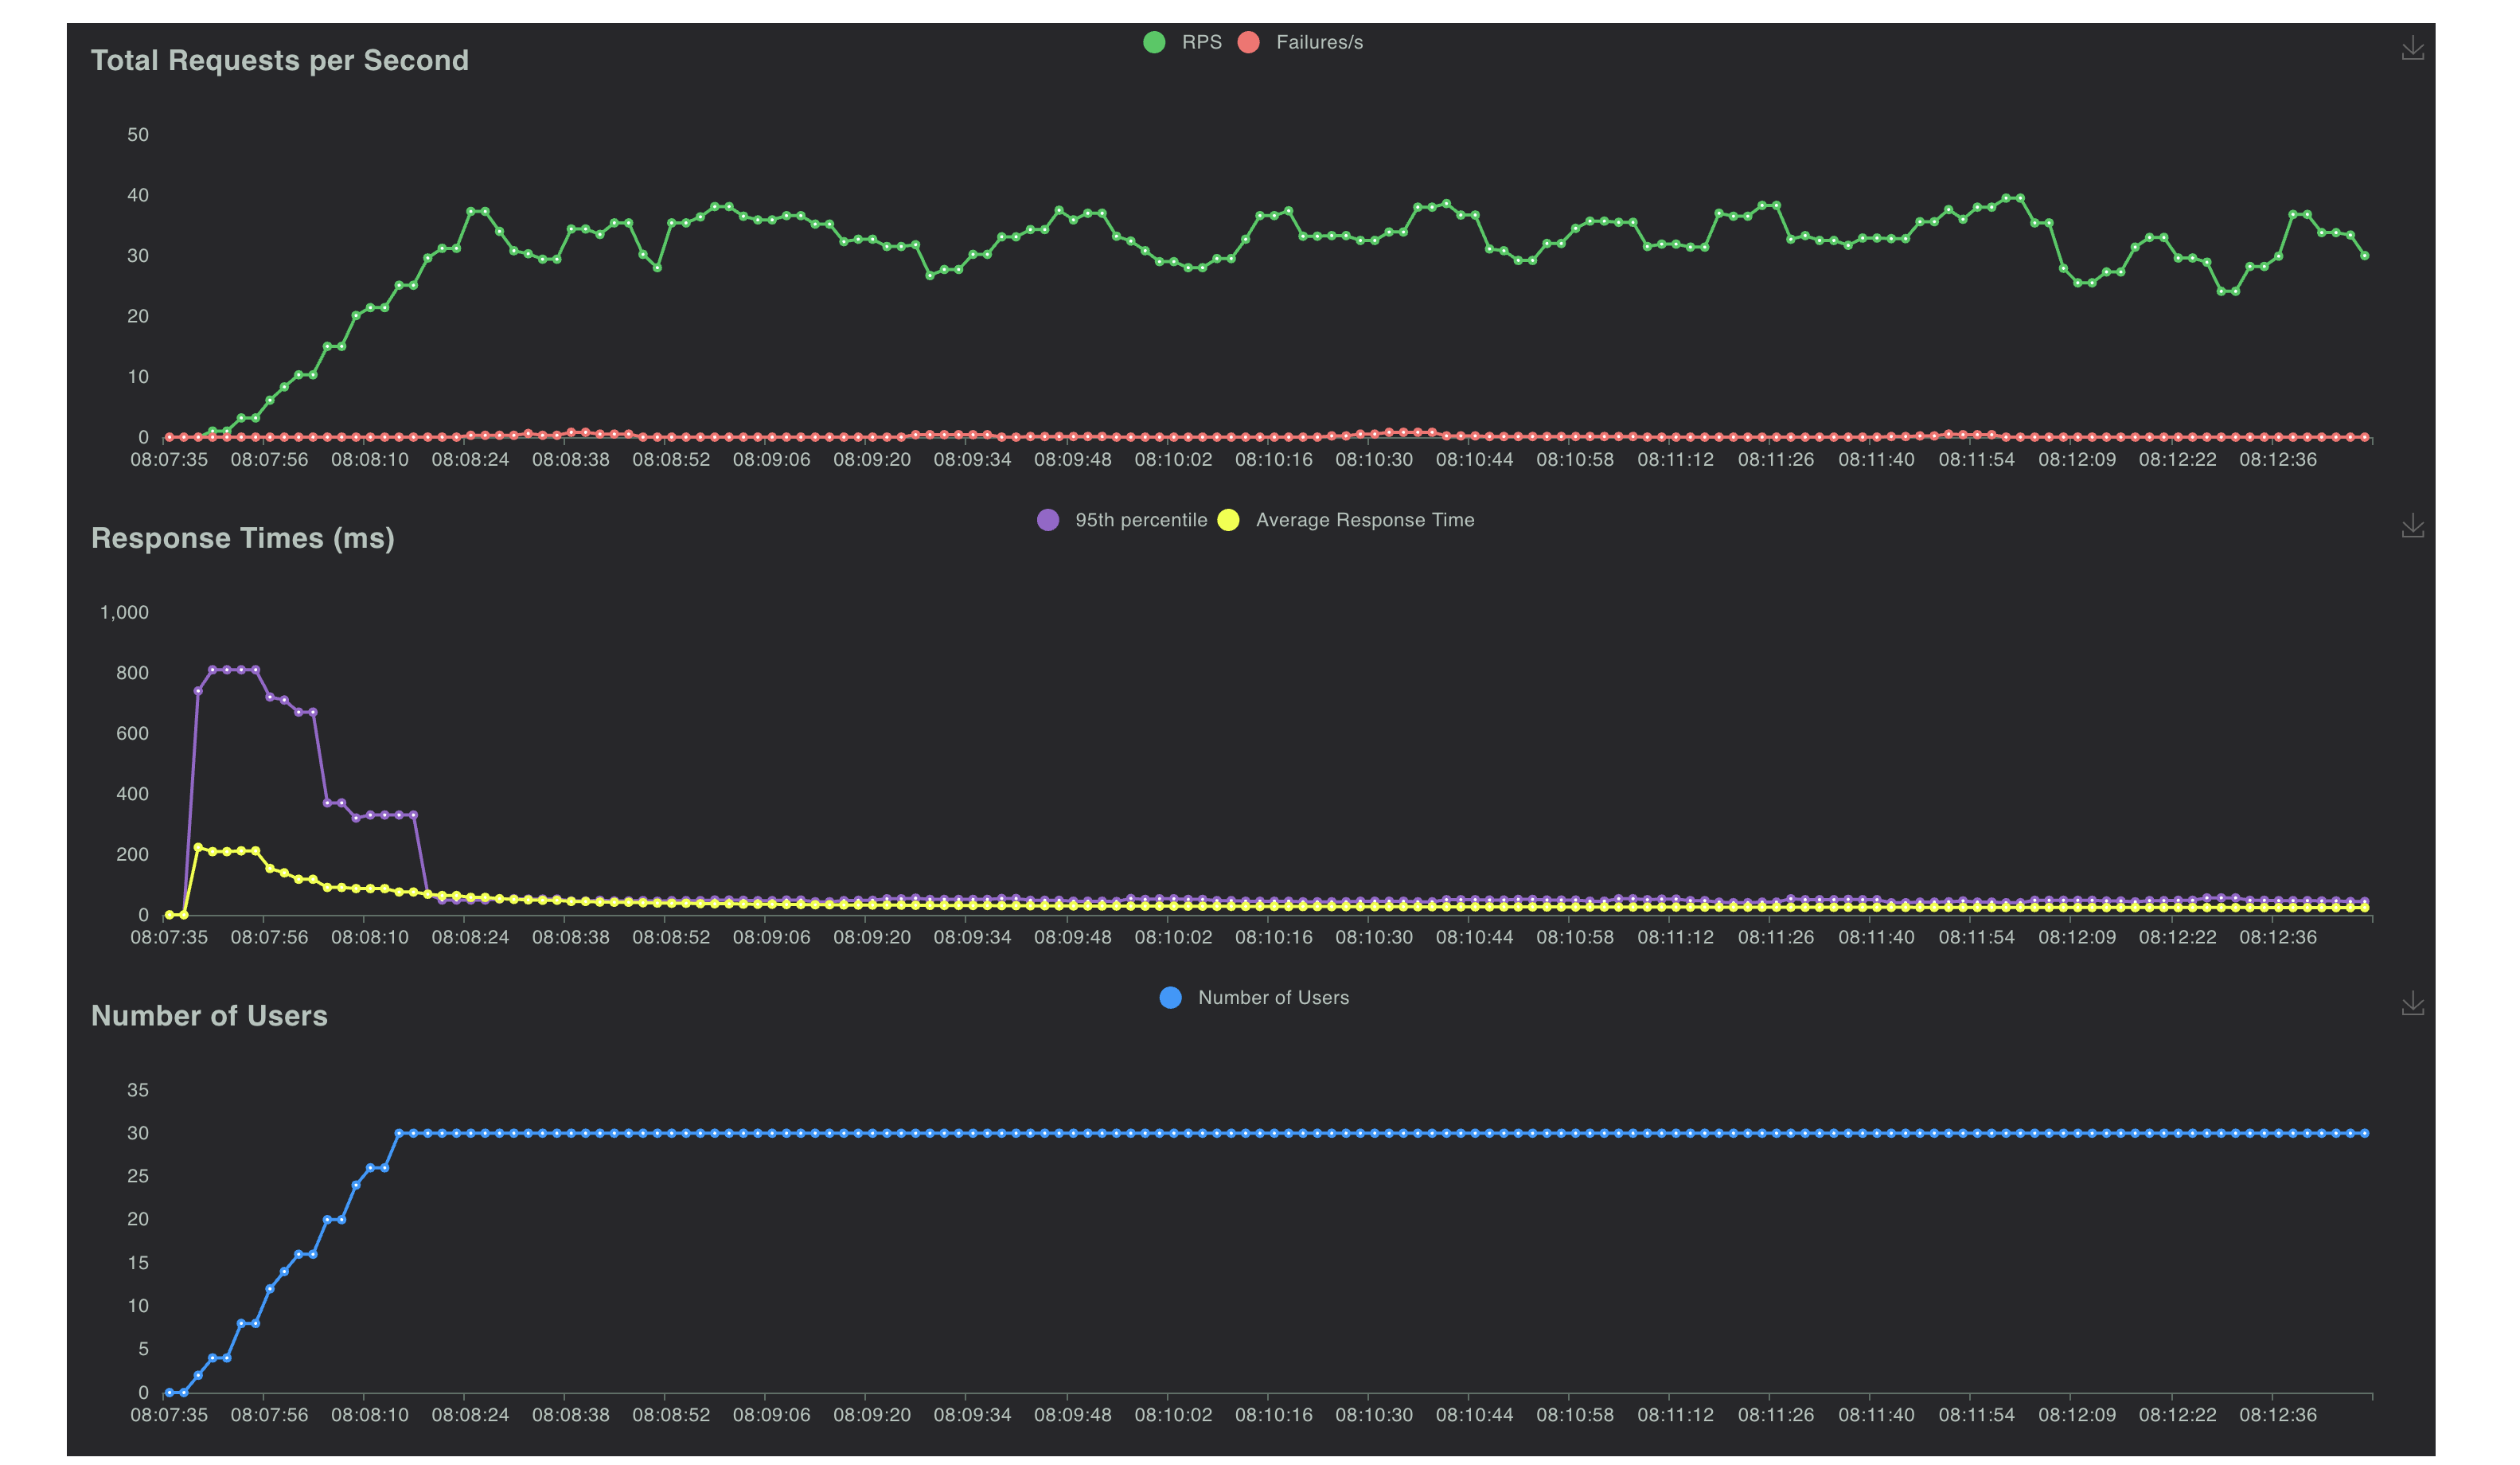 Total Requests per Second
RPS Failures/s
50
40
30
20
10
0
08:07:35 08:07:56 08:08:10 08:08:24 08:08:38 08:08:52 08:09:06 08:09:20 08:09:34 08:09:48 08:10:02 08:10:16 08:10:30 08:10:44 08:10:58 08:11:12 08:11:26 08:11:40 08:11:54 08:12:09 08:12:22 08:12:36
Response Times (ms)
95th percentile Average Response Time
1,000
800
600
400
200
0
08:07:35 08:07:56 08:08:10 08:08:24 08:08:38 08:08:52 08:09:06 08:09:20 08:09:34 08:09:48 08:10:02 08:10:16 08:10:30 08:10:44 08:10:58 08:11:12 08:11:26 08:11:40 08:11:54 08:12:09 08:12:22 08:12:36
Number of Users
Number of Users
35
30
25
20
15
10
5
0
08:07:35 08:07:56 08:08:10 08:08:24 08:08:38 08:08:52 08:09:06 08:09:20 08:09:34 08:09:48 08:10:02 08:10:16 08:10:30 08:10:44 08:10:58 08:11:12 08:11:26 08:11:40 08:11:54 08:12:09 08:12:22 08:12:36